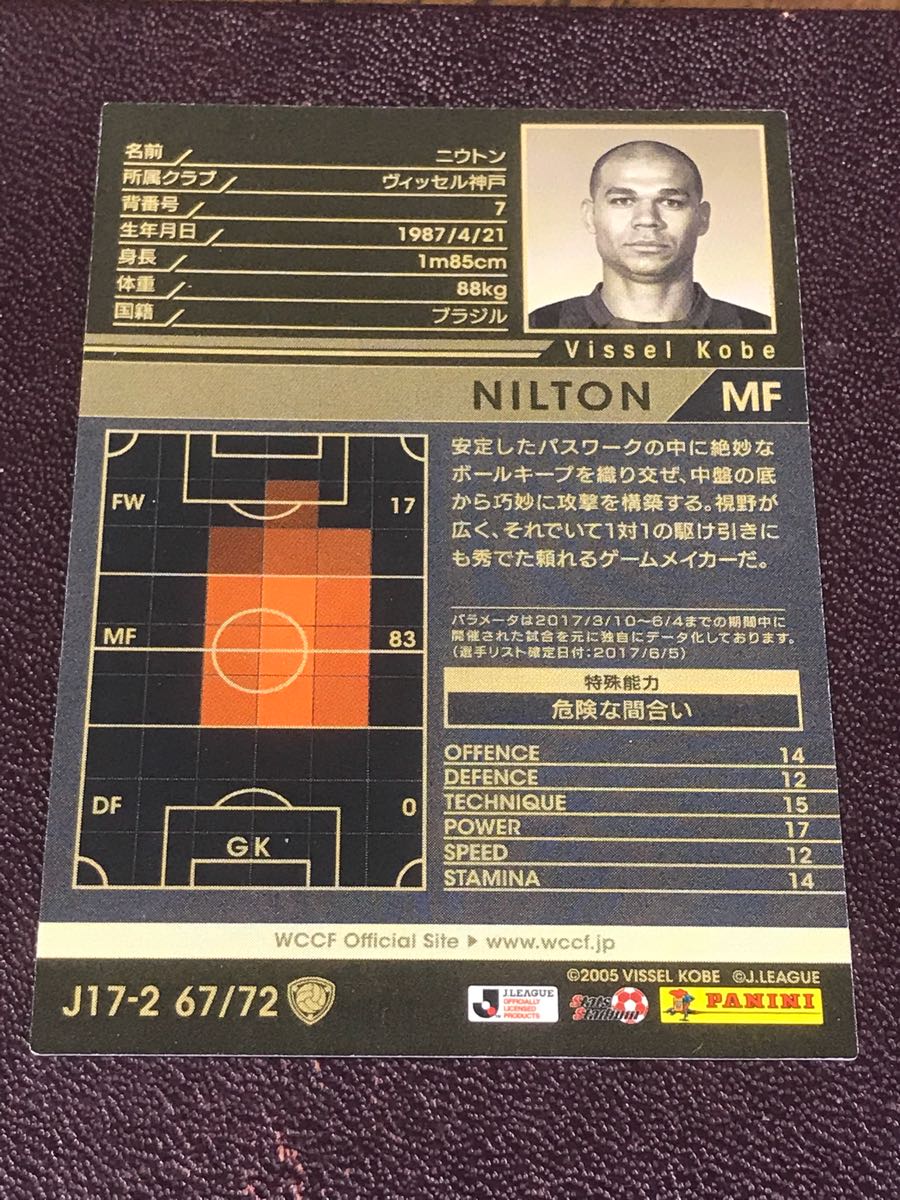 名前 ニウトン
所属クラブ ヴィッセル神戸
背番号 7
生年月日 1987/4/21
身長 1m85cm
体重 88kg
国籍 ブラジル
Vissel Kobe
NILTON MF
FW 17
MF 83
DF 0
GK
安定したパスワークの中に絶妙な
ボールキープを織り交ぜ、中盤の底
から巧妙に攻撃を構築する。視野が
広く、それでいて1対1の駆け引きに
も秀でた頼れるゲームメイカーだ。
パラメータは2017/3/10〜6/4までの期間中に
開催された試合を元に独自にデータ化しております。
(選手リスト確定日付:2017/6/5)
特殊能力
危険な間合い
OFFENCE 14
DEFENCE 12
TECHNIQUE 15
POWER 17
SPEED 12
STAMINA 14
WCCF Official Site ▶ www.wccf.jp
©2005 VISSEL KOBE ©J.LEAGUE
J17-2 67/72
J.LEAGUE
OFFICIALLY
LICENSED
PRODUCTS
Stats
Stadium
PANINI